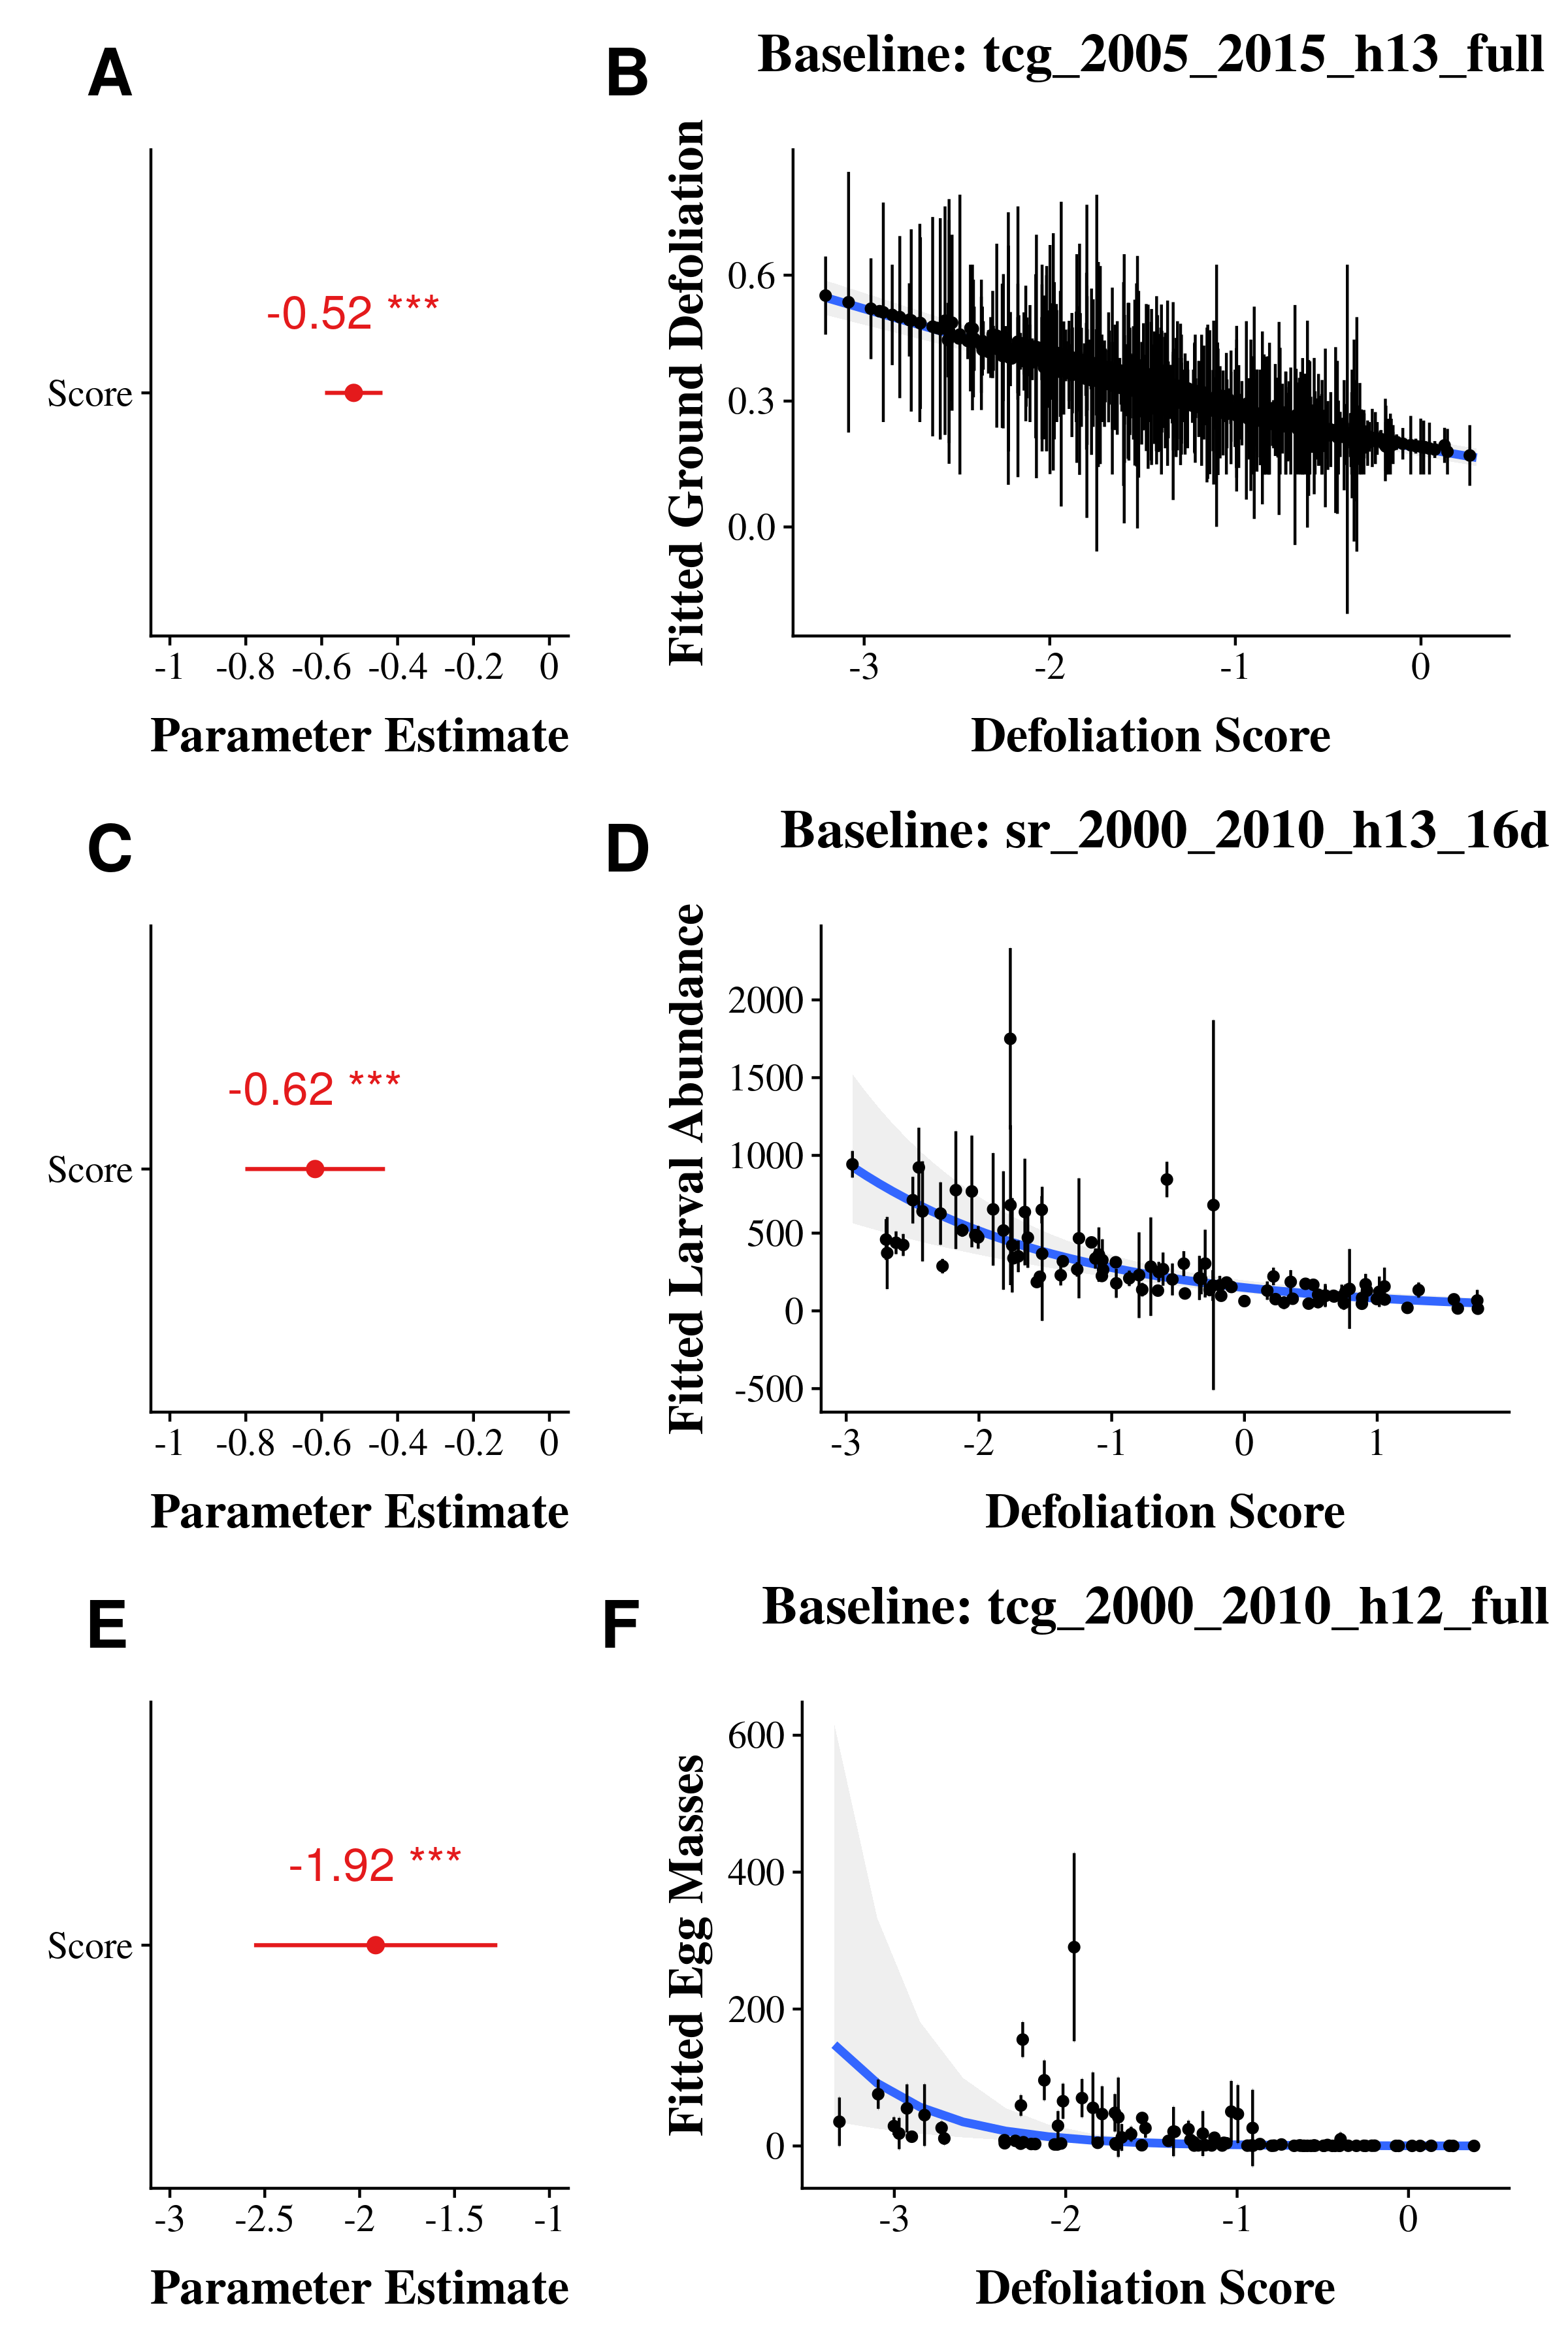 A
B
Baseline: tcg_2005_2015_h13_full
-0.52 ***
Score
-1 -0.8 -0.6 -0.4 -0.2 0
Parameter Estimate
Fitted Ground Defoliation
0.6
0.3
0.0
-3 -2 -1 0
Defoliation Score
C
D
Baseline: sr_2000_2010_h13_16d
-0.62 ***
Score
-1 -0.8 -0.6 -0.4 -0.2 0
Parameter Estimate
Fitted Larval Abundance
2000
1500
1000
500
0
-500
-3 -2 -1 0 1
Defoliation Score
E
F
Baseline: tcg_2000_2010_h12_full
-1.92 ***
Score
-3 -2.5 -2 -1.5 -1
Parameter Estimate
Fitted Egg Masses
600
400
200
0
-3 -2 -1 0
Defoliation Score